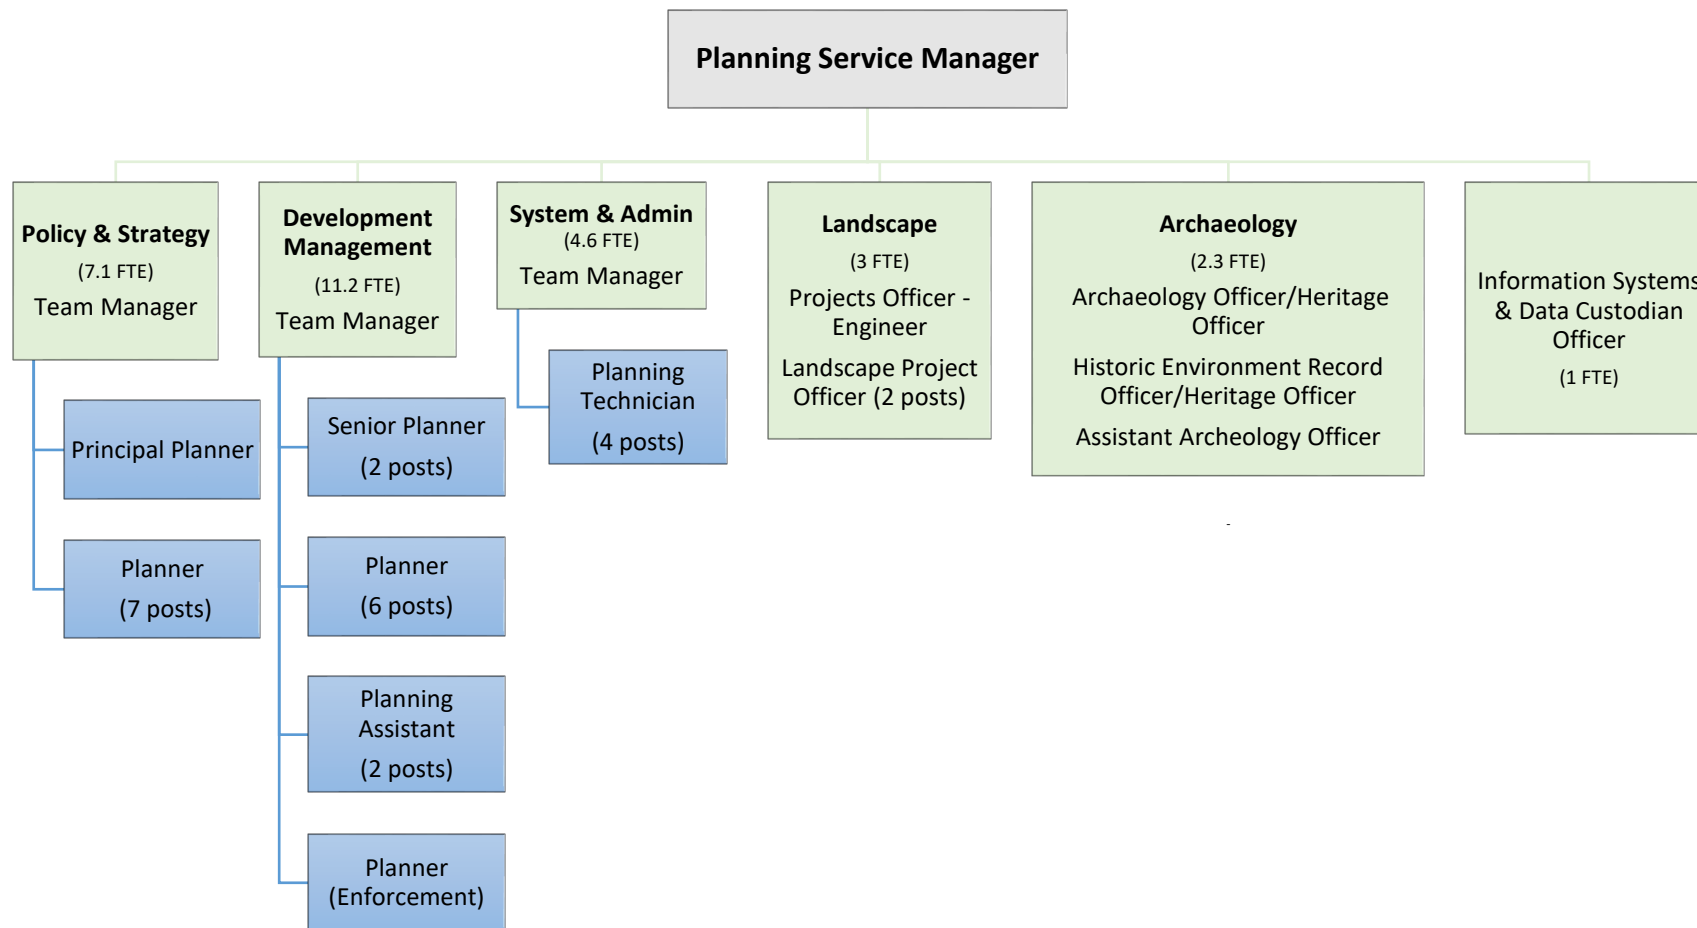 Planning Service Manager
Policy & Strategy
(7.1 FTE)
Team Manager
Principal Planner
Planner
(7 posts)
Development
Management
(11.2 FTE)
Team Manager
Senior Planner
(2 posts)
Planner
(6 posts)
Planning
Assistant
(2 posts)
Planner
(Enforcement)
System & Admin
(4.6 FTE)
Team Manager
Planning
Technician
(4 posts)
Landscape
(3 FTE)
Projects Officer -
Engineer
Landscape Project
Officer (2 posts)
Archaeology
(2.3 FTE)
Archaeology Officer/Heritage
Officer
Historic Environment Record
Officer/Heritage Officer
Assistant Archeology Officer
-
Information Systems
& Data Custodian
Officer
(1 FTE)